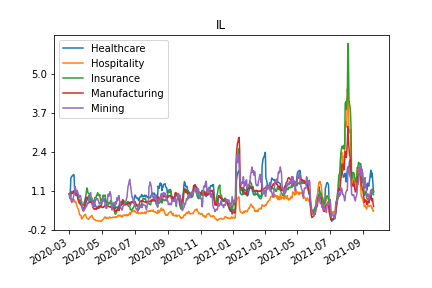 IL
Healthcare
Hospitality
Insurance
Manufacturing
Mining
5.0
3.7
2.4
1.1
-0.2
2020-03
2020-05
2020-07
2020-09
2020-11
2021-01
2021-03
2021-05
2021-07
2021-09